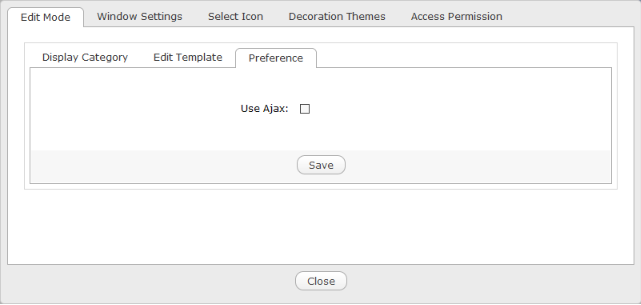 Edit Mode Window Settings Select Icon Decoration Themes Access Permission
Display Category Edit Template Preference
Use Ajax:
Save
Close